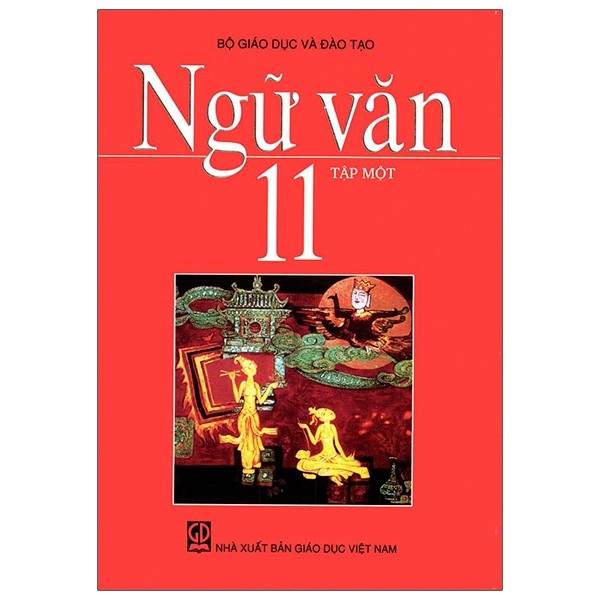 BỘ GIÁO DỤC VÀ ĐÀO TẠO
Ngữ văn
11
TẬP MỘT
GD
NHÀ XUẤT BẢN GIÁO DỤC VIỆT NAM